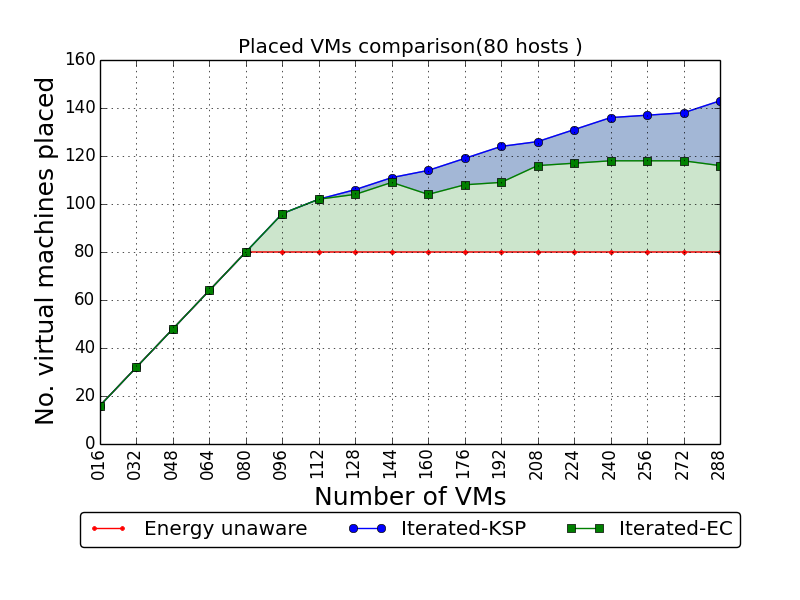 Placed VMs comparison(80 hosts )
No. virtual machines placed
160
140
120
100
80
60
40
20
0
016 032 048 064 080 096 112 128 144 160 176 192 208 224 240 256 272 288
Number of VMs
Energy unaware Iterated-KSP Iterated-EC